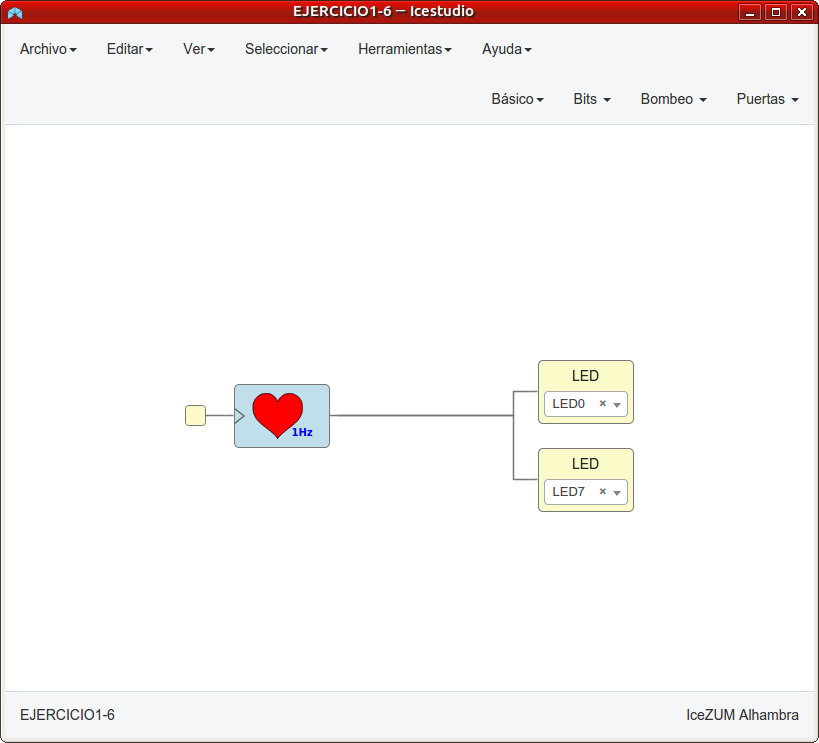 EJERCICIO1-6 — Icestudio
Archivo Editar Ver Seleccionar Herramientas Ayuda
Básico Bits Bombeo Puertas
LED
LED0 ×
1Hz
LED
LED7 ×
EJERCICIO1-6 IceZUM Alhambra